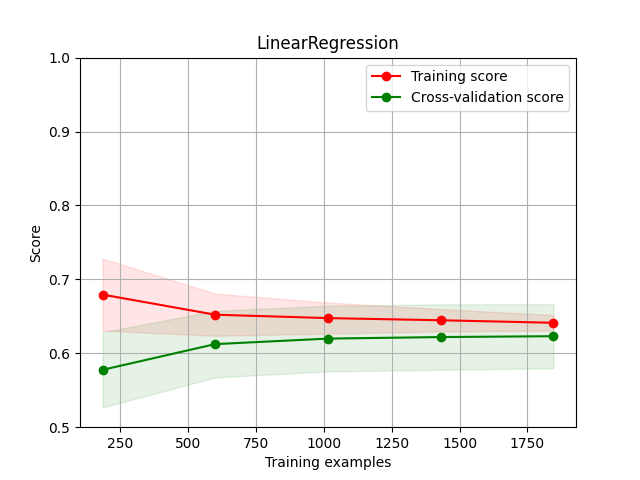 LinearRegression
1.0
0.9
0.8
0.7
0.6
0.5
Score
Training score
Cross-validation score
250 500 750 1000 1250 1500 1750
Training examples